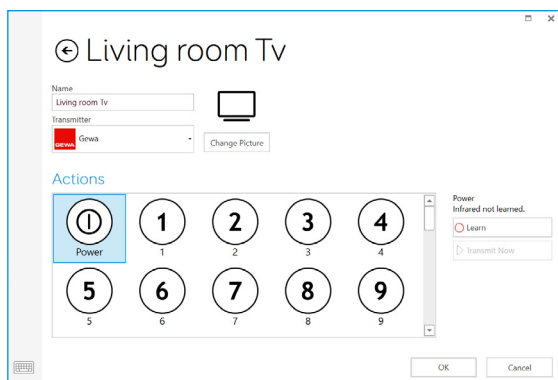 Living room Tv
Name
Living room Tv
Transmitter
GEWA Gewa
Change Picture
Actions
Power
Infrared not learned.
Learn
Transmit Now
1 2 3 4
Power 1 2 3 4
5 6 7 8 9
5 6 7 8 9
OK Cancel